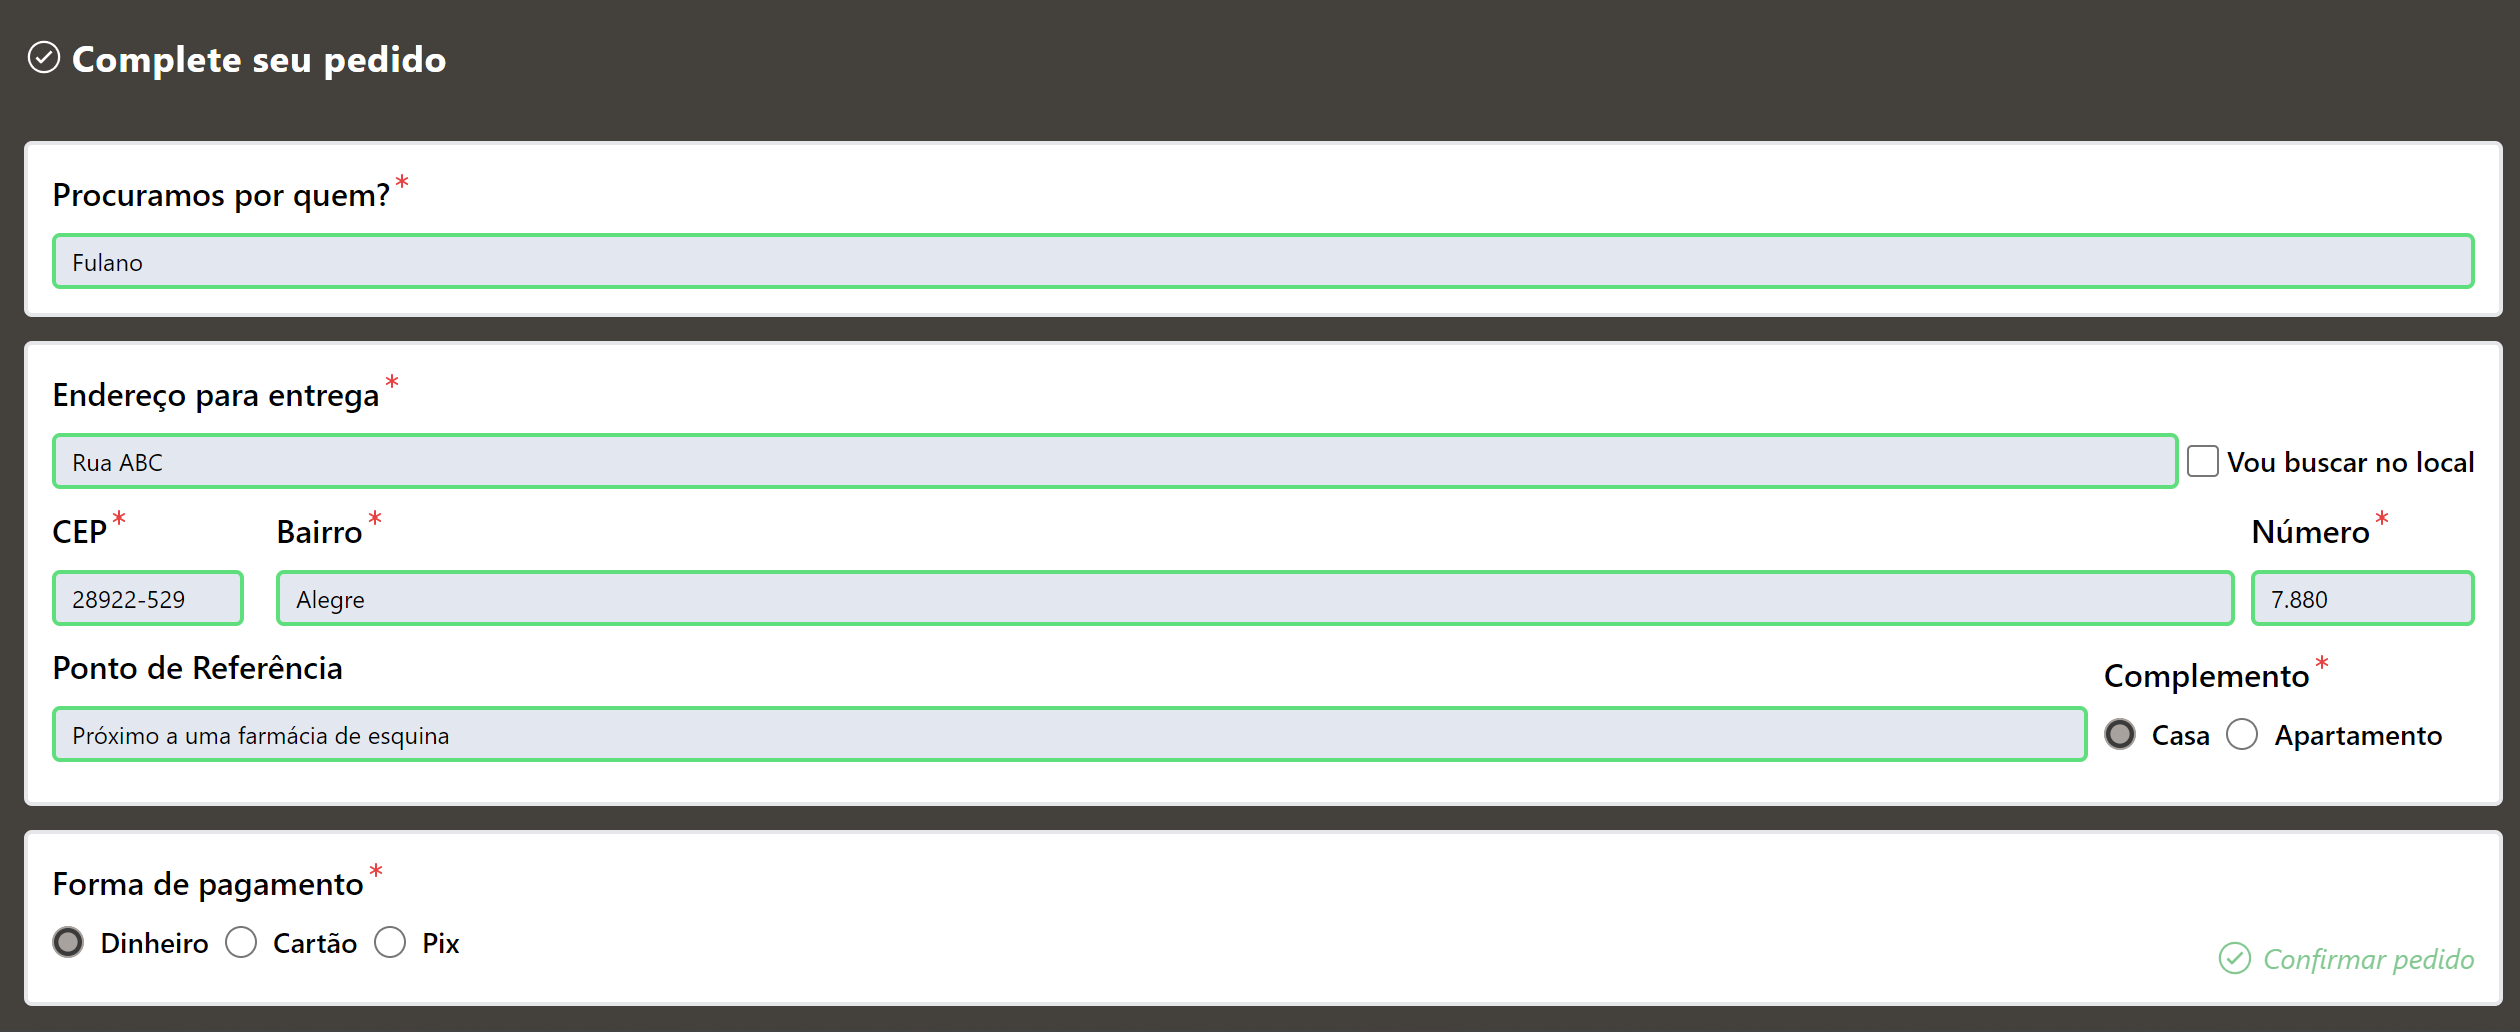 Complete seu pedido
Procuramos por quem?*
Fulano
Endereço para entrega*
Rua ABC
Vou buscar no local
CEP* Bairro* Número*
28922-529 Alegre 7.880
Ponto de Referência Complemento*
Próximo a uma farmácia de esquina Casa Apartamento
Forma de pagamento*
Dinheiro Cartão Pix
Confirmar pedido